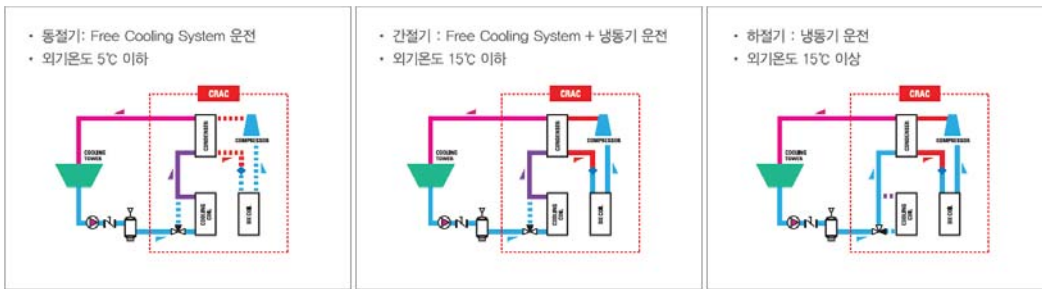 • 동절기: Free Cooling System 운전
• 외기온도 5℃ 이하
CRAC
CONDENSER
COMPRESSOR
COOLING
TOWER
COOLING
COIL
DX COIL
• 간절기 : Free Cooling System + 냉동기 운전
• 외기온도 15℃ 이하
CRAC
CONDENSER
COMPRESSOR
COOLING
TOWER
COOLING
COIL
DX COIL
• 하절기 : 냉동기 운전
• 외기온도 15℃ 이상
CRAC
CONDENSER
COMPRESSOR
COOLING
TOWER
COOLING
COIL
DX COIL